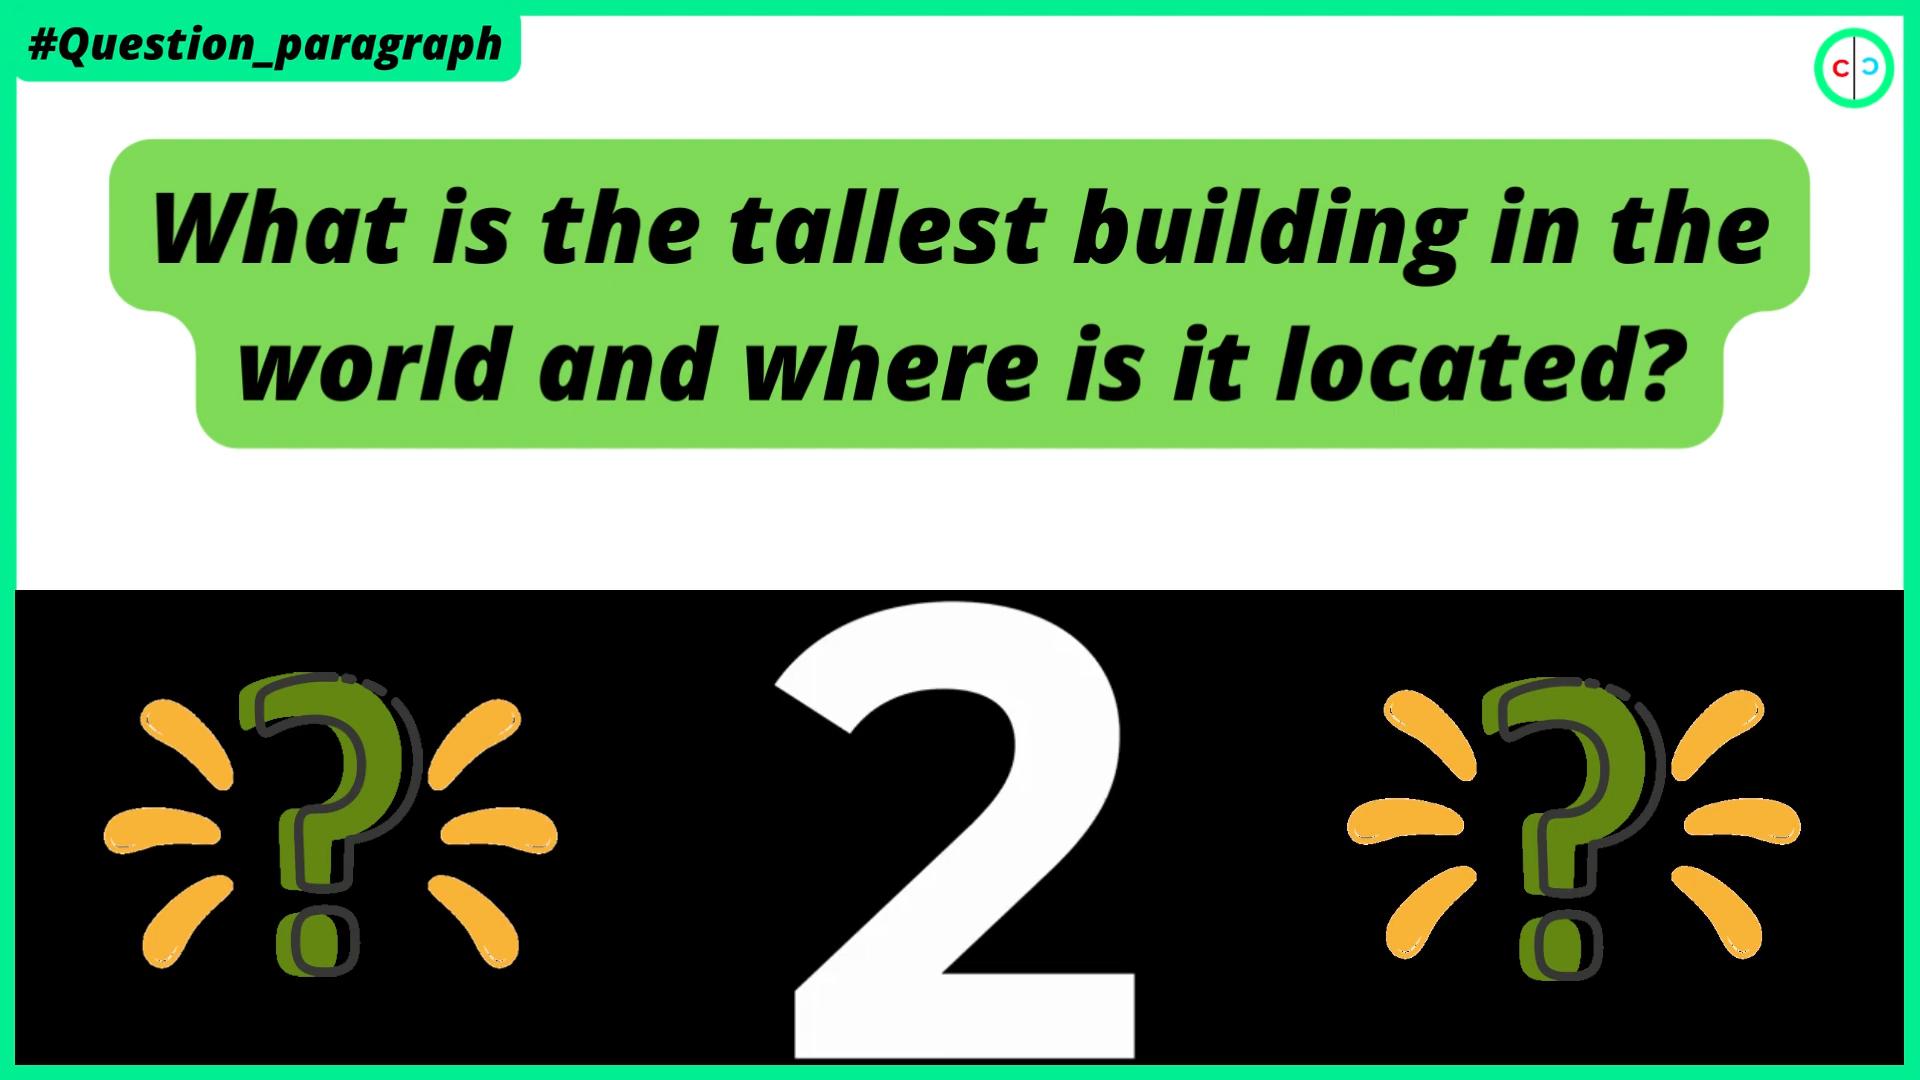 #Question_paragraph
C Ɔ
What is the tallest building in the
world and where is it located?
? 2 ?